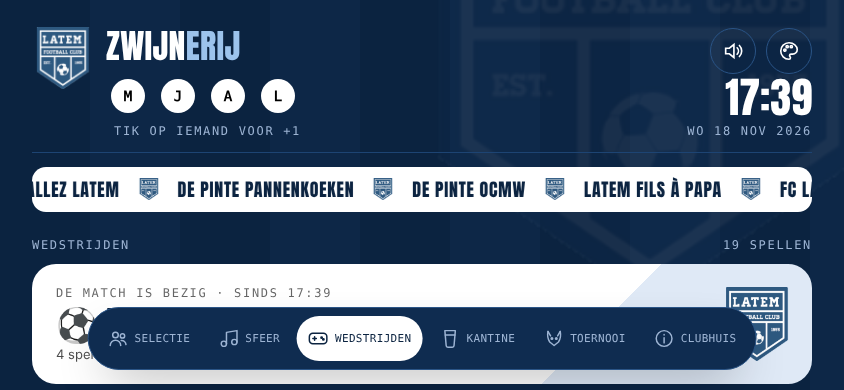 LATEM
FOOTBALL CLUB
ZWIJNERIJ
M J A L
TIK OP IEMAND VOOR +1
FOOTBALL CLUB
EST.
17:39
WO 18 NOV 2026
ALLEZ LATEM DE PINTE PANNENKOEKEN DE PINTE OCMW LATEM FILS À PAPA FC
WEDSTRIJDEN
19 SPELLEN
DE MATCH IS BEZIG · SINDS 17:39
LATEM
FOOTBALL CLUB
4
SELECTIE SFEER WEDSTRIJDEN KANTINE TOERNOOI CLUBHUIS